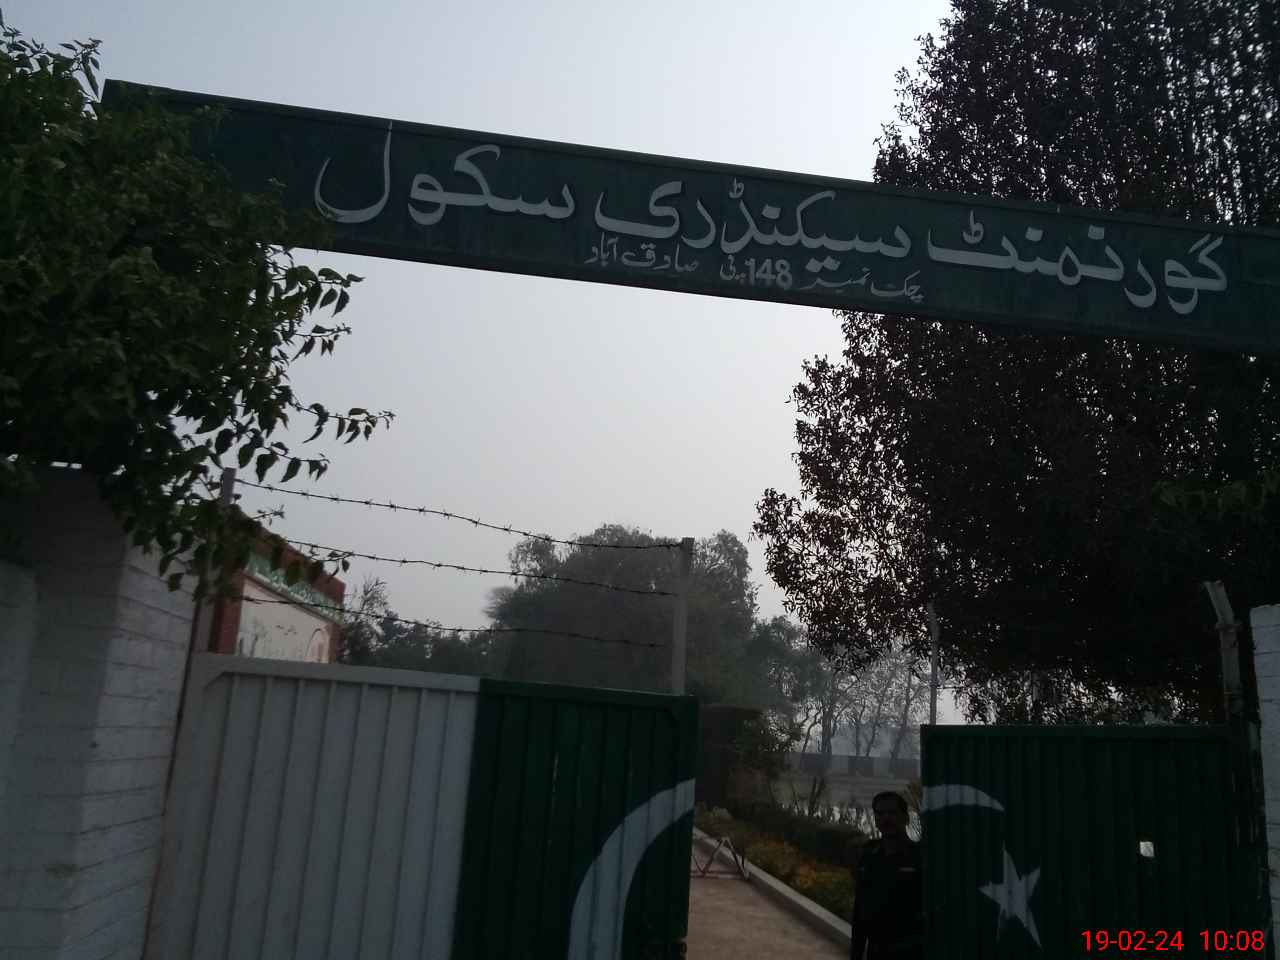 گورنمنٹ سیکنڈری سکول
چک نمبر 148.پی صادق آباد
19-02-24 10:08